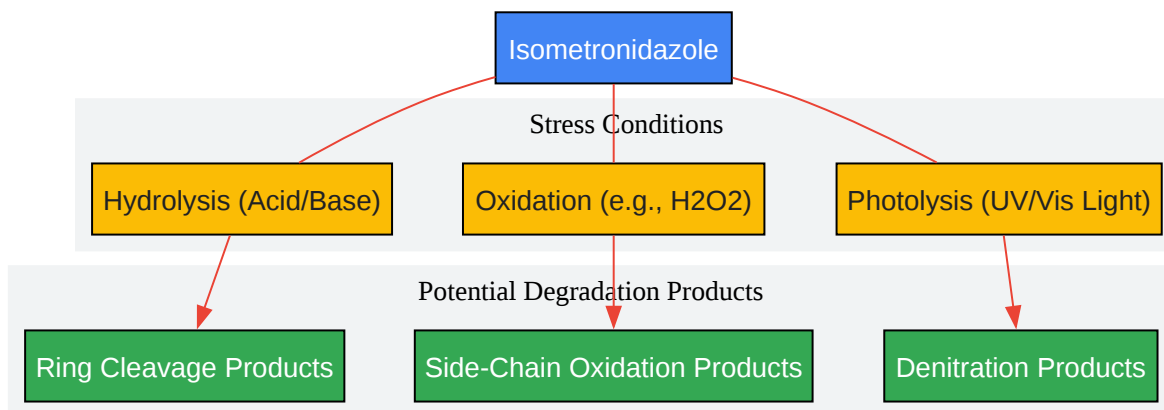 Isometronidazole
Stress Conditions
Hydrolysis (Acid/Base)
Oxidation (e.g., H2O2)
Photolysis (UV/Vis Light)
Potential Degradation Products
Ring Cleavage Products
Side-Chain Oxidation Products
Denitration Products